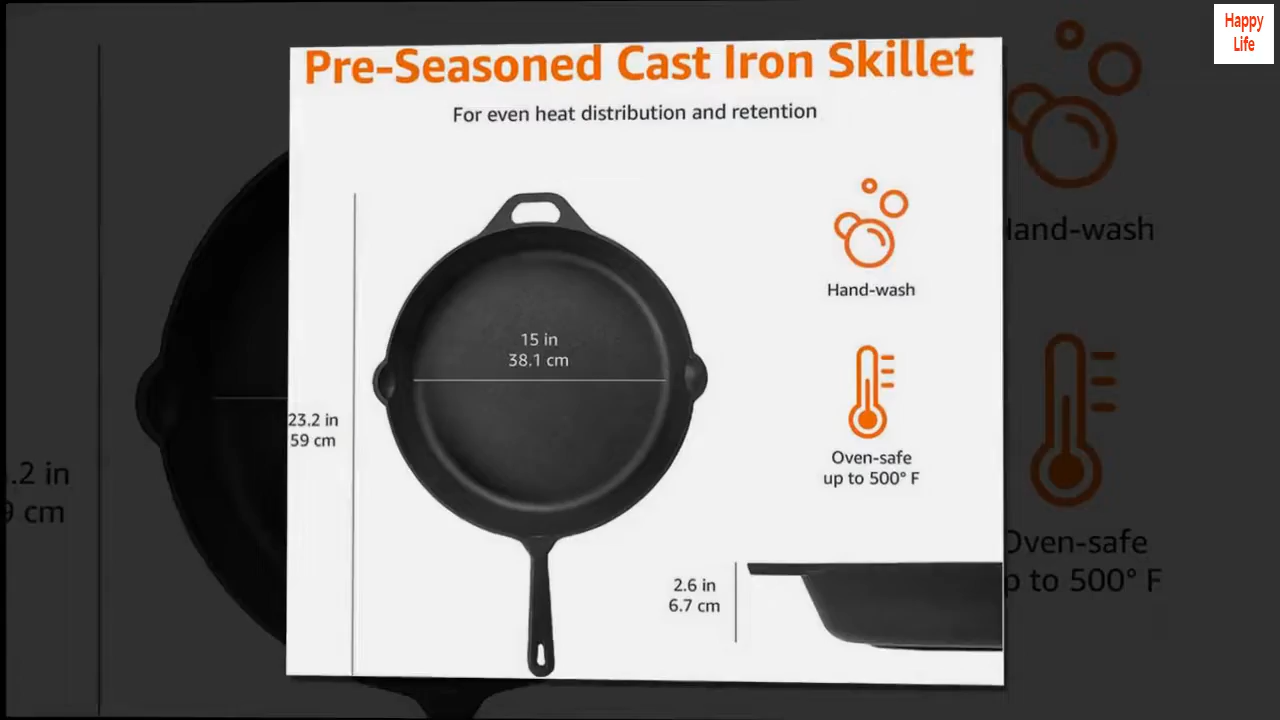 Happy
Life
Pre-Seasoned Cast Iron Skillet
For even heat distribution and retention
Hand-wash
15 in
38.1 cm
23.2 in
59 cm
Oven-safe
up to 500° F
2.6 in
6.7 cm
.2 in
9 cm
and-wash
Oven-safe
p to 500° F